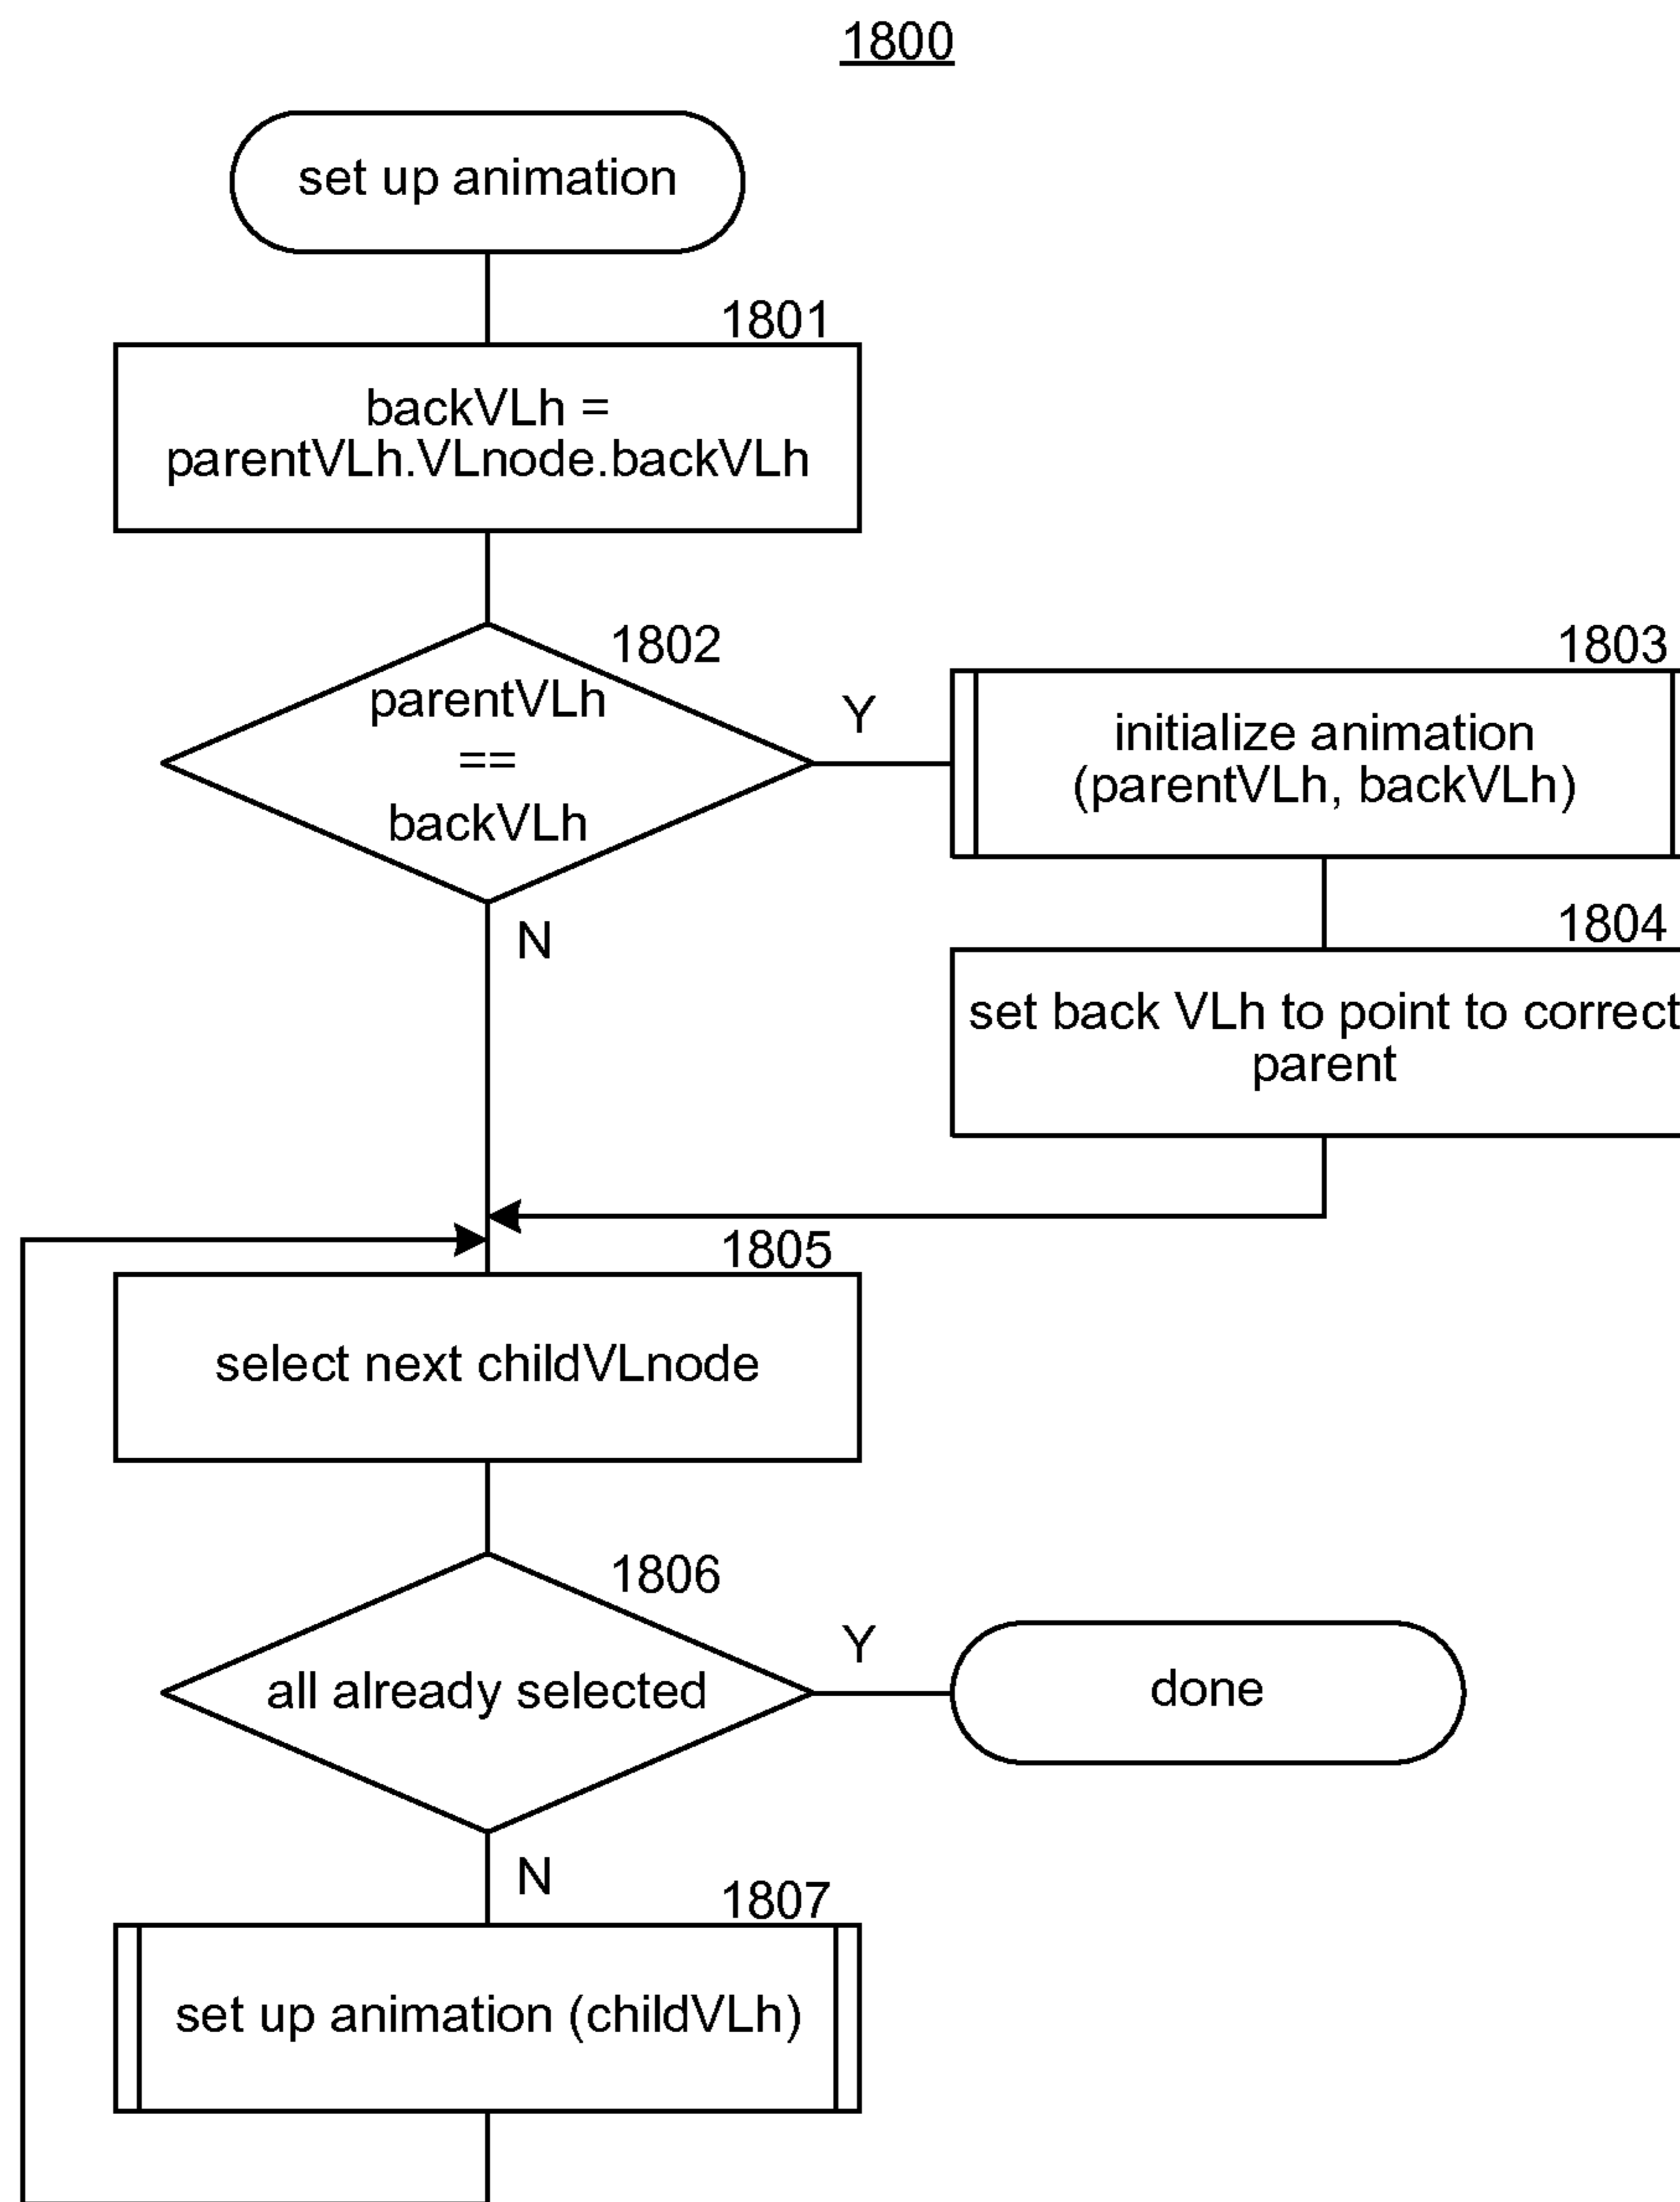 1800
set up animation
1801
backVLh =
parentVLh.VLnode.backVLh
1802
parentVLh
==
backVLh
Y
N
1803
initialize animation
(parentVLh, backVLh)
1804
set back VLh to point to correct
parent
1805
select next childVLnode
1806
all already selected
Y
done
N
1807
set up animation (childVLh)